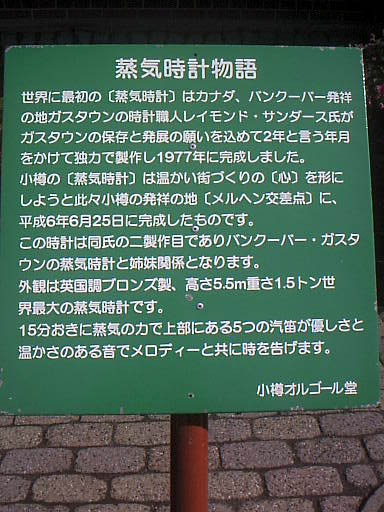 蒸気時計物語
世界に最初の〔蒸気時計〕はカナダ、バンクーバー発祥
の地ガスタウンの時計職人レイモンド・サンダース氏が
ガスタウンの保存と発展の願いを込めて2年と言う年月
をかけて独力で製作し1977年に完成しました。
小樽の〔蒸気時計〕は温かい街づくりの〔心〕を形に
しようと此々小樽の発祥の地〔メルヘン交差点〕に、
平成6年6月25日に完成したものです。
この時計は同氏の二製作目でありバンクーバー・ガスタ
ウンの蒸気時計と姉妹関係となります。
外観は英国調ブロンズ製、高さ5.5m重さ1.5トン世
界最大の蒸気時計です。
15分おきに蒸気の力で上部にある5つの汽笛が優しさと
温かさのある音でメロディーと共に時を告げます。
小樽オルゴール堂